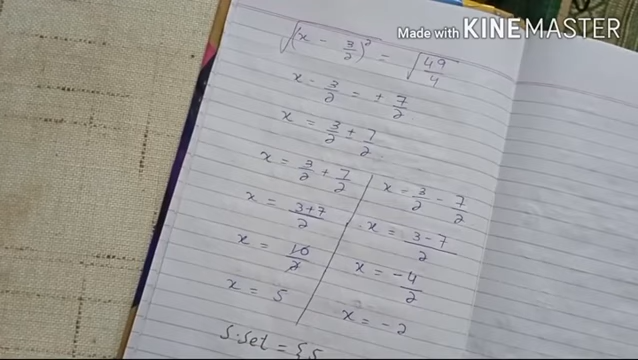 Made with KINEMASTER
√(x - 3/2)² = √49/4
x - 3/2 = ± 7/2
x = 3/2 ± 7/2
x = 3/2 + 7/2
x = 3+7/2
x = 10/2
x = 5
x = 3/2 - 7/2
x = 3-7/2
x = -4/2
x = -2
S.Set = {5